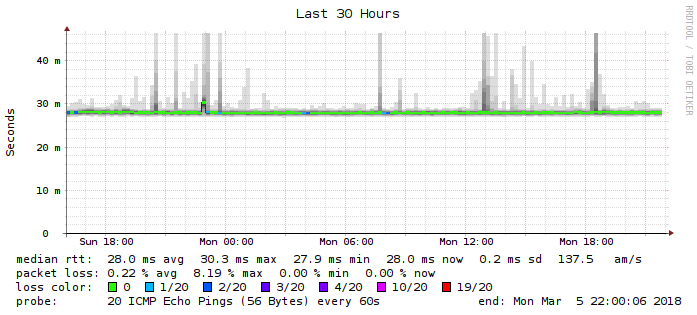 Last 30 Hours
RRDTOOL / TOBI OETIKER
Seconds
40 m
30 m
20 m
10 m
0
Sun 18:00 Mon 00:00 Mon 06:00 Mon 12:00 Mon 18:00
median rtt: 28.0 ms avg 30.3 ms max 27.9 ms min 28.0 ms now 0.2 ms sd 137.5 am/s
packet loss: 0.22 % avg 8.19 % max 0.00 % min 0.00 % now
loss color: 0 1/20 2/20 3/20 4/20 10/20 19/20
probe: 20 ICMP Echo Pings (56 Bytes) every 60s end: Mon Mar 5 22:00:06 2018